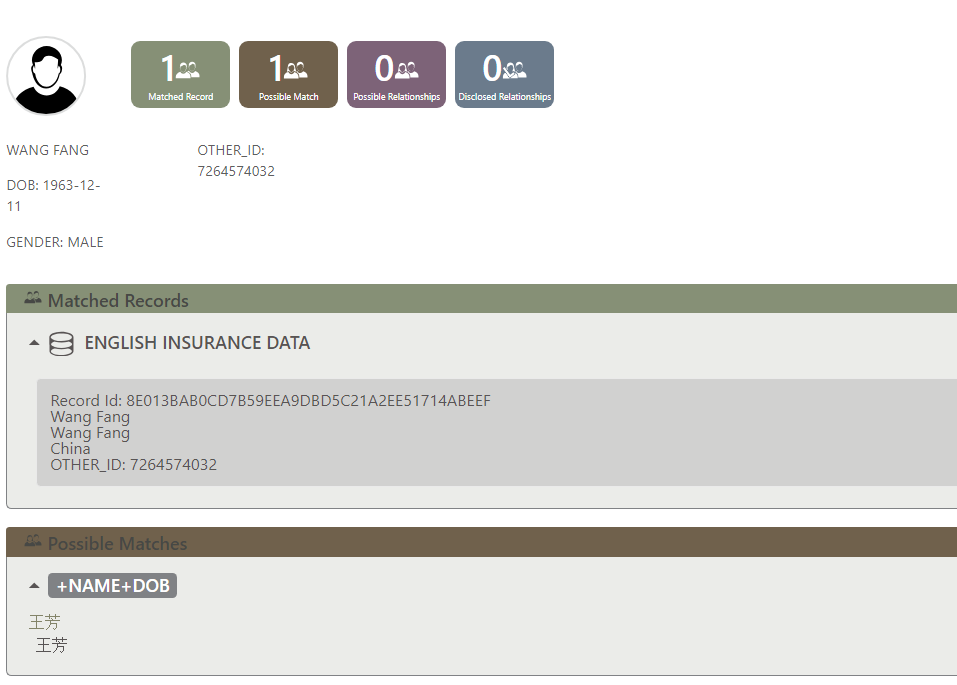 1
Matched Record
1
Possible Match
0
Possible Relationships
0
Disclosed Relationships
WANG FANG
DOB: 1963-12-
11
GENDER: MALE
OTHER_ID:
7264574032
Matched Records
ENGLISH INSURANCE DATA
Record Id: 8E013BAB0CD7B59EEA9DBD5C21A2EE51714ABEEF
Wang Fang
Wang Fang
China
OTHER_ID: 7264574032
Possible Matches
+NAME+DOB
王芳
王芳